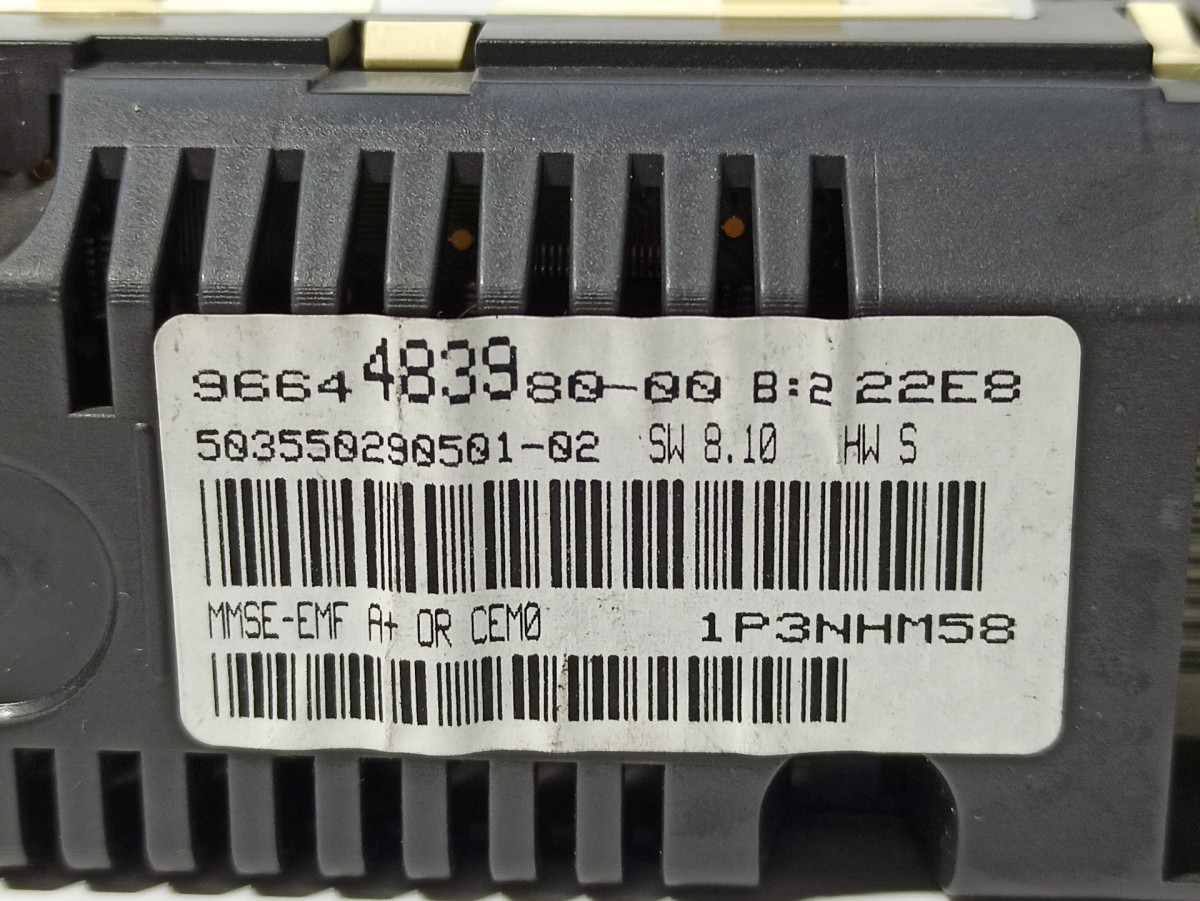 9664483980-00 B:2 22E8
503550290501-02 SW 8.10 HW S
MMSE-EMF A+ OR CEM0 1P3NHM58